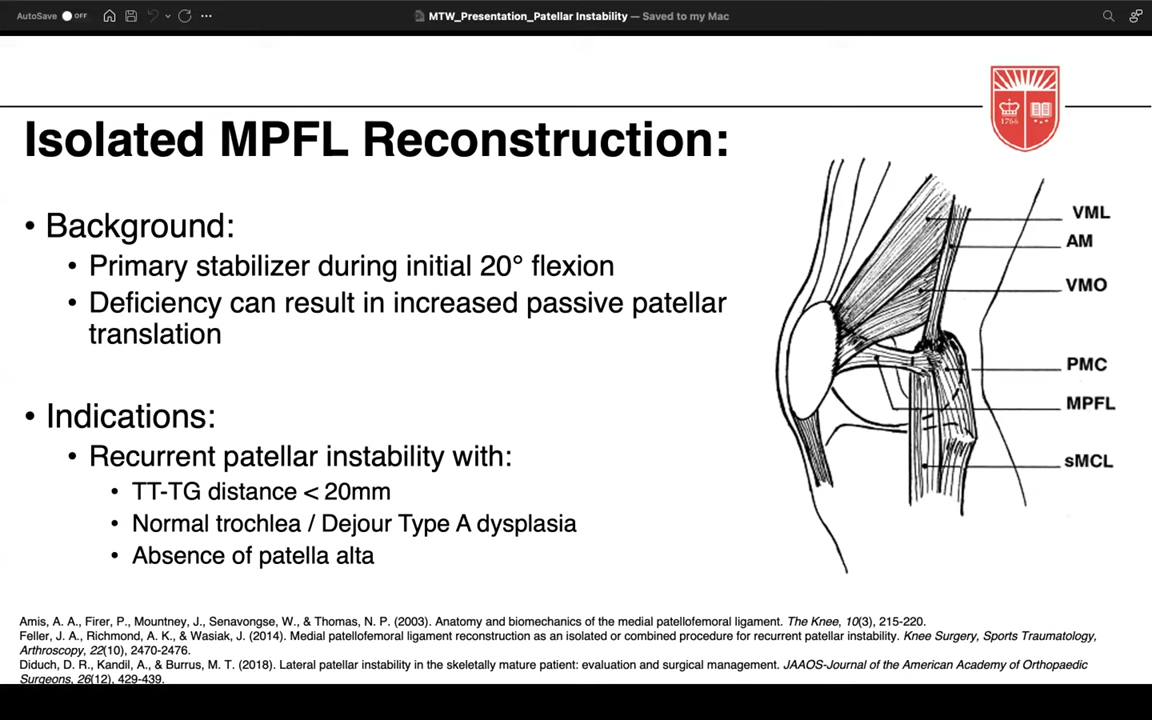 AutoSave OFF
MTW_Presentation_Patellar Instability — Saved to my Mac
Isolated MPFL Reconstruction:
1766
• Background:
• Primary stabilizer during initial 20° flexion
• Deficiency can result in increased passive patellar
translation
• Indications:
• Recurrent patellar instability with:
• TT-TG distance < 20mm
• Normal trochlea / Dejour Type A dysplasia
• Absence of patella alta
VML
AM
VMO
PMC
MPFL
sMCL
Amis, A. A., Firer, P., Mountney, J., Senavongse, W., & Thomas, N. P. (2003). Anatomy and biomechanics of the medial patellofemoral ligament. The Knee, 10(3), 215-220.
Feller, J. A., Richmond, A. K., & Wasiak, J. (2014). Medial patellofemoral ligament reconstruction as an isolated or combined procedure for recurrent patellar instability. Knee Surgery, Sports Traumatology,
Arthroscopy, 22(10), 2470-2476.
Diduch, D. R., Kandil, A., & Burrus, M. T. (2018). Lateral patellar instability in the skeletally mature patient: evaluation and surgical management. JAAOS-Journal of the American Academy of Orthopaedic
Surgeons, 26(12), 429-439.